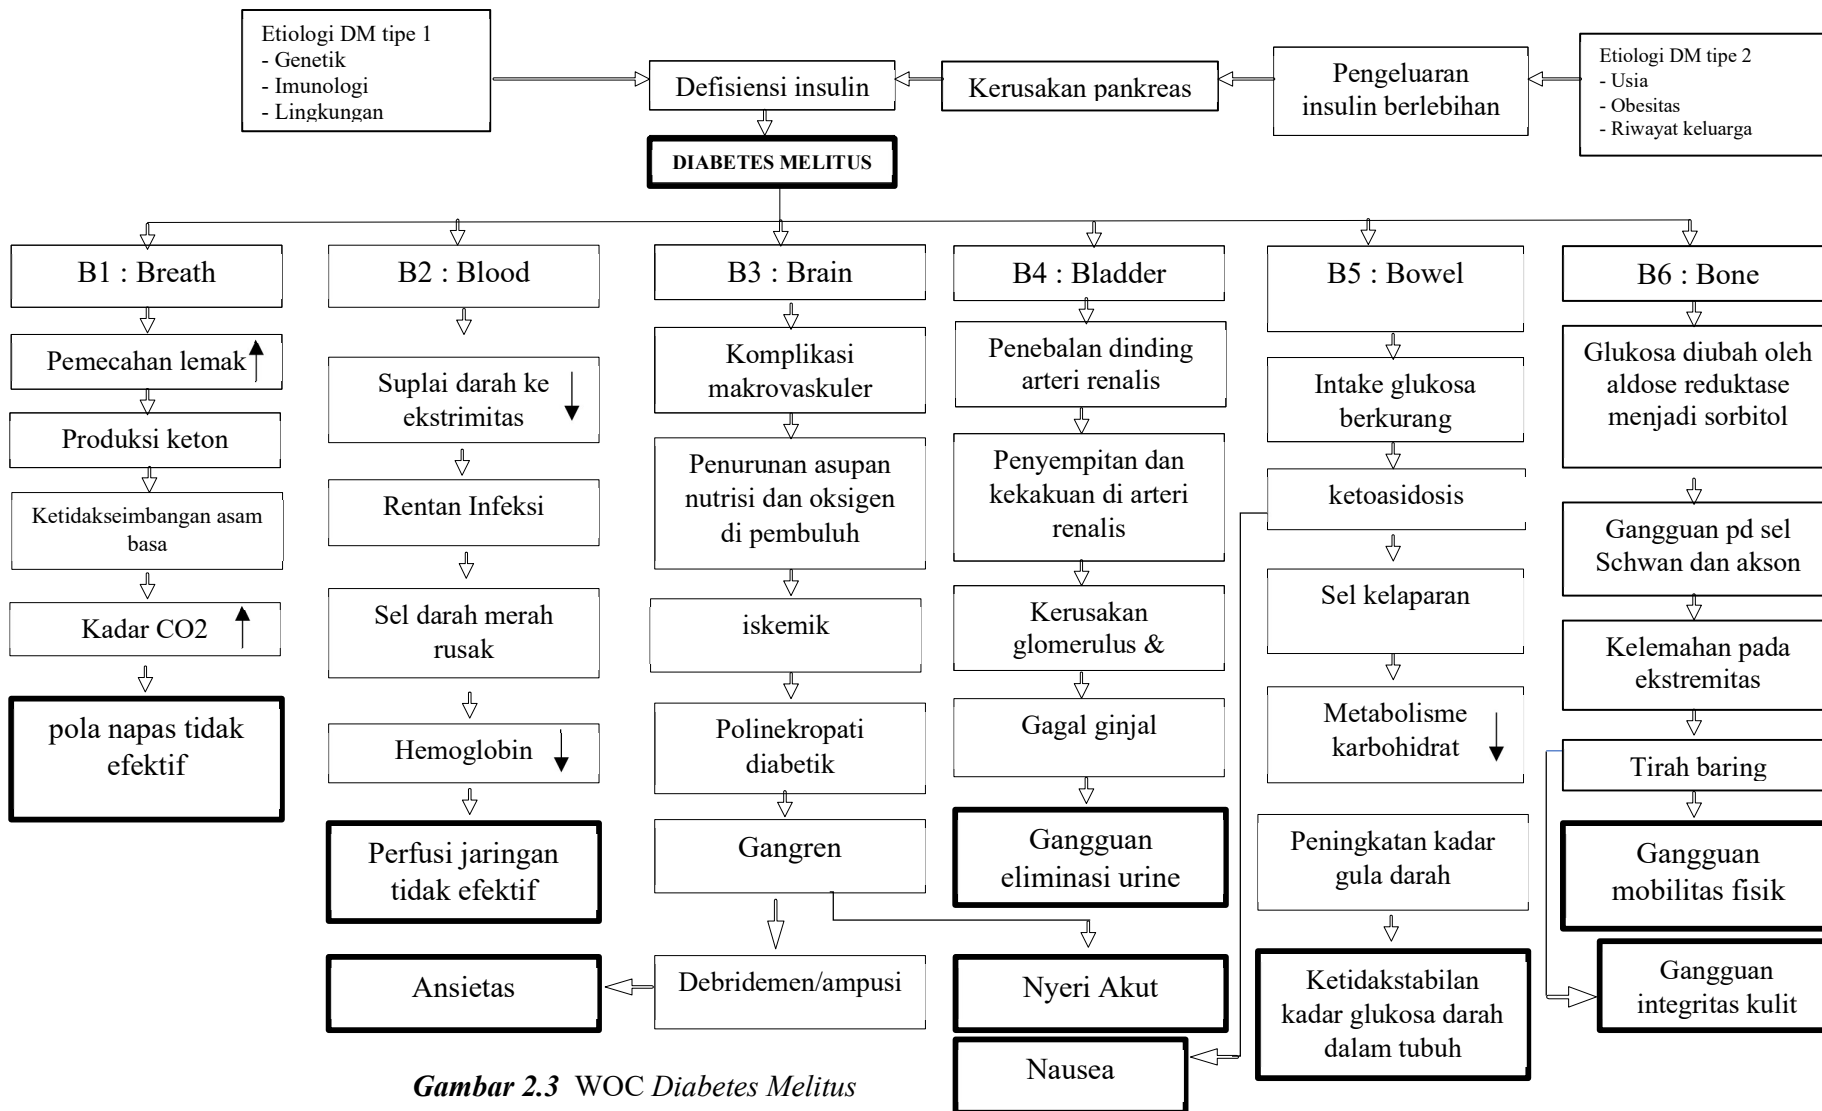 Etiologi DM tipe 1
- Genetik
- Imunologi
- Lingkungan
Defisiensi insulin
Kerusakan pankreas
Pengeluaran
insulin berlebihan
Etiologi DM tipe 2
- Usia
- Obesitas
- Riwayat keluarga
DIABETES MELITUS
B1 : Breath
Pemecahan lemak
Produksi keton
Ketidakseimbangan asam
basa
Kadar CO2
pola napas tidak
efektif
B2 : Blood
Suplai darah ke
ekstrimitas
Rentan Infeksi
Sel darah merah
rusak
Hemoglobin
Perfusi jaringan
tidak efektif
B3 : Brain
Komplikasi
makrovaskuler
Penurunan asupan
nutrisi dan oksigen
di pembuluh
iskemik
Polinekropati
diabetik
Gangren
Debridemen/ampusi
Ansietas
B4 : Bladder
Penebalan dinding
arteri renalis
Penyempitan dan
kekakuan di arteri
renalis
Kerusakan
glomerulus &
Gagal ginjal
Gangguan
eliminasi urine
Nyeri Akut
Nausea
B5 : Bowel
Intake glukosa
berkurang
ketoasidosis
Sel kelaparan
Metabolisme
karbohidrat
Peningkatan kadar
gula darah
Ketidakstabilan
kadar glukosa darah
dalam tubuh
B6 : Bone
Glukosa diubah oleh
aldose reduktase
menjadi sorbitol
Gangguan pd sel
Schwan dan akson
Kelemahan pada
ekstremitas
Tirah baring
Gangguan
mobilitas fisik
Gangguan
integritas kulit
Gambar 2.3 WOC Diabetes Melitus